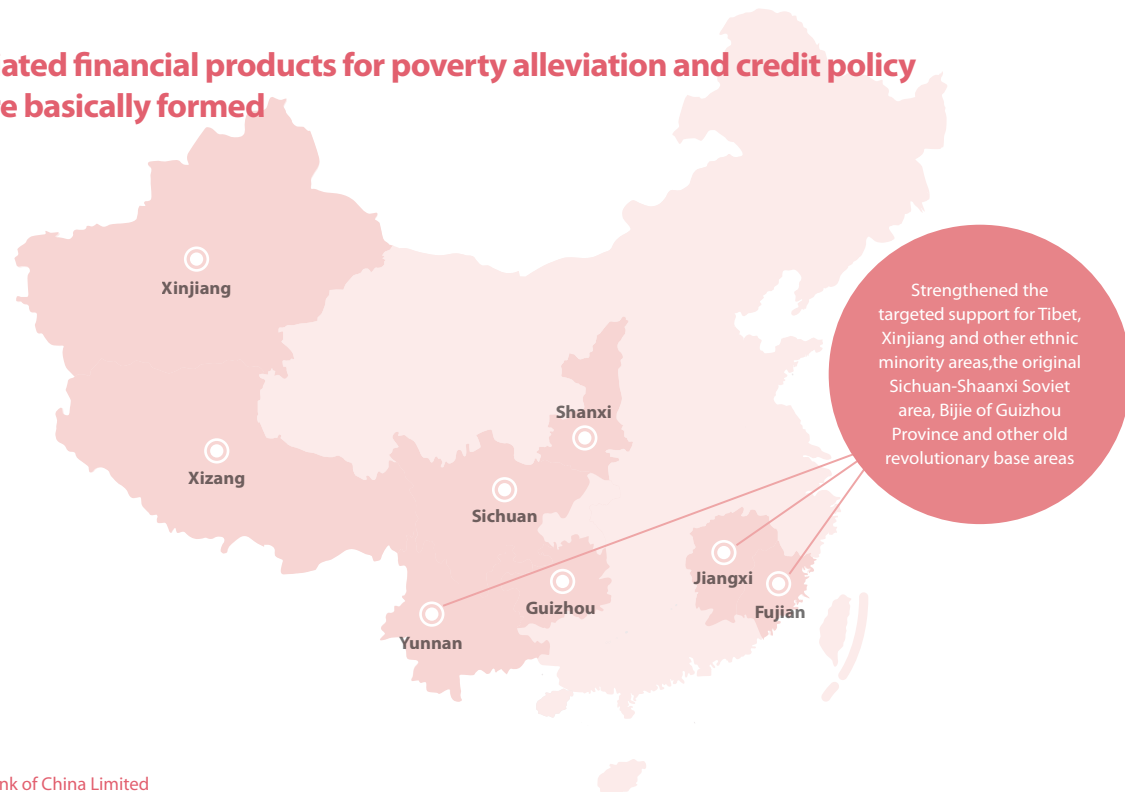 ated financial products for poverty alleviation and credit policy
e basically formed
Xinjiang
Strengthened the
targeted support for Tibet,
Xinjiang and other ethnic
minority areas,the original
Sichuan-Shaanxi Soviet
area, Bijie of Guizhou
Province and other old
revolutionary base areas
Shanxi
Xizang
Sichuan
Jiangxi
Guizhou
Fujian
Yunnan
nk of China Limited